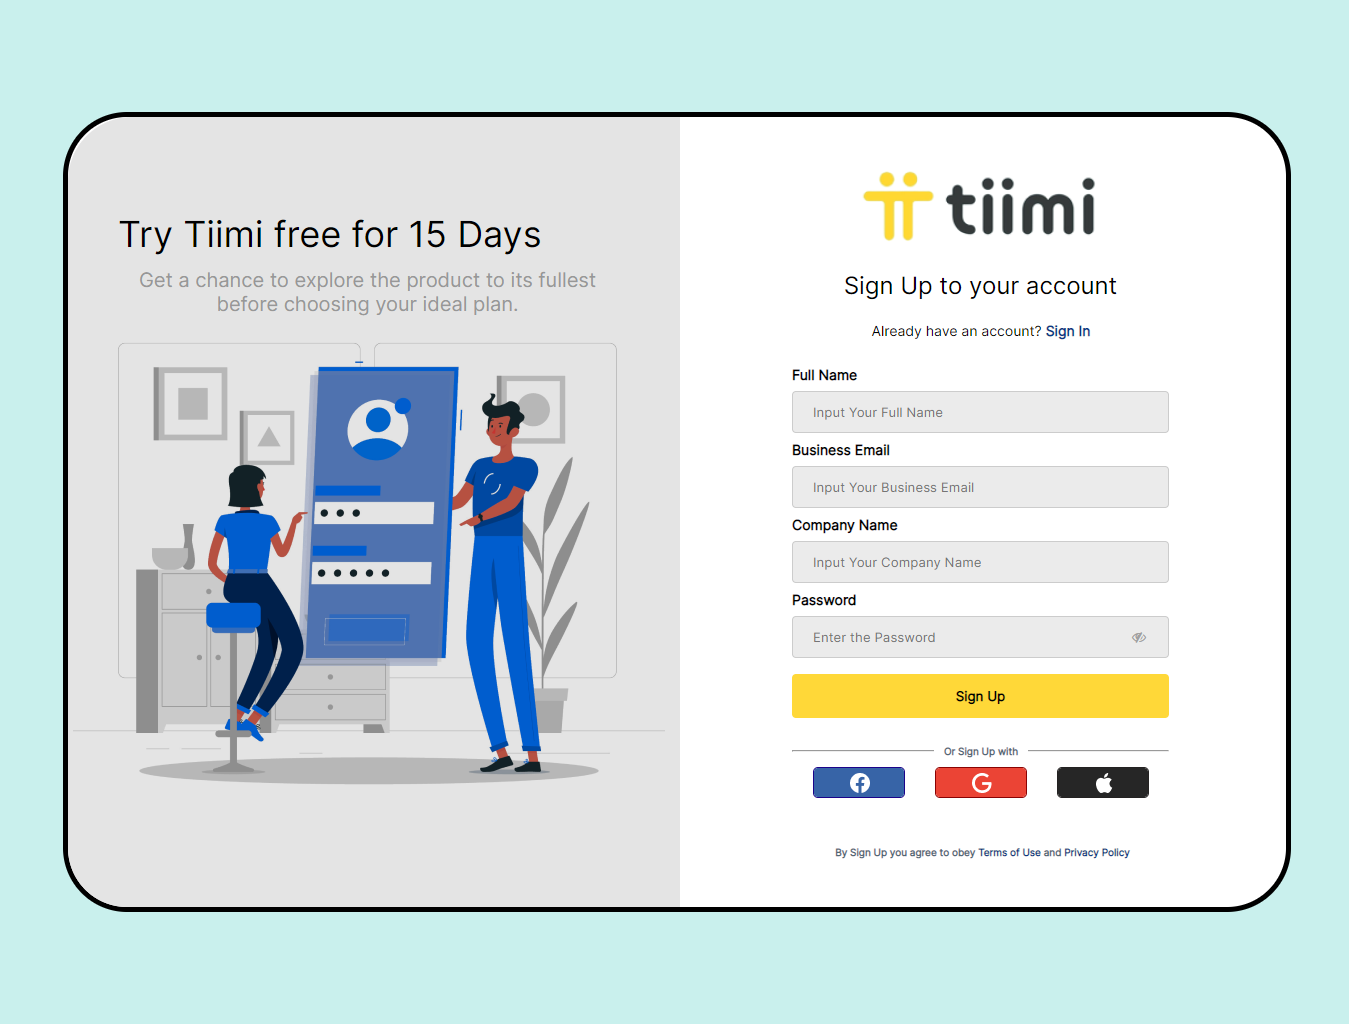 Try Tiimi free for 15 Days
Get a chance to explore the product to its fullest
before choosing your ideal plan.
tiimi
Sign Up to your account
Already have an account? Sign In
Full Name
Input Your Full Name
Business Email
Input Your Business Email
Company Name
Input Your Company Name
Password
Enter the Password
Sign Up
Or Sign Up with
By Sign Up you agree to obey Terms of Use and Privacy Policy